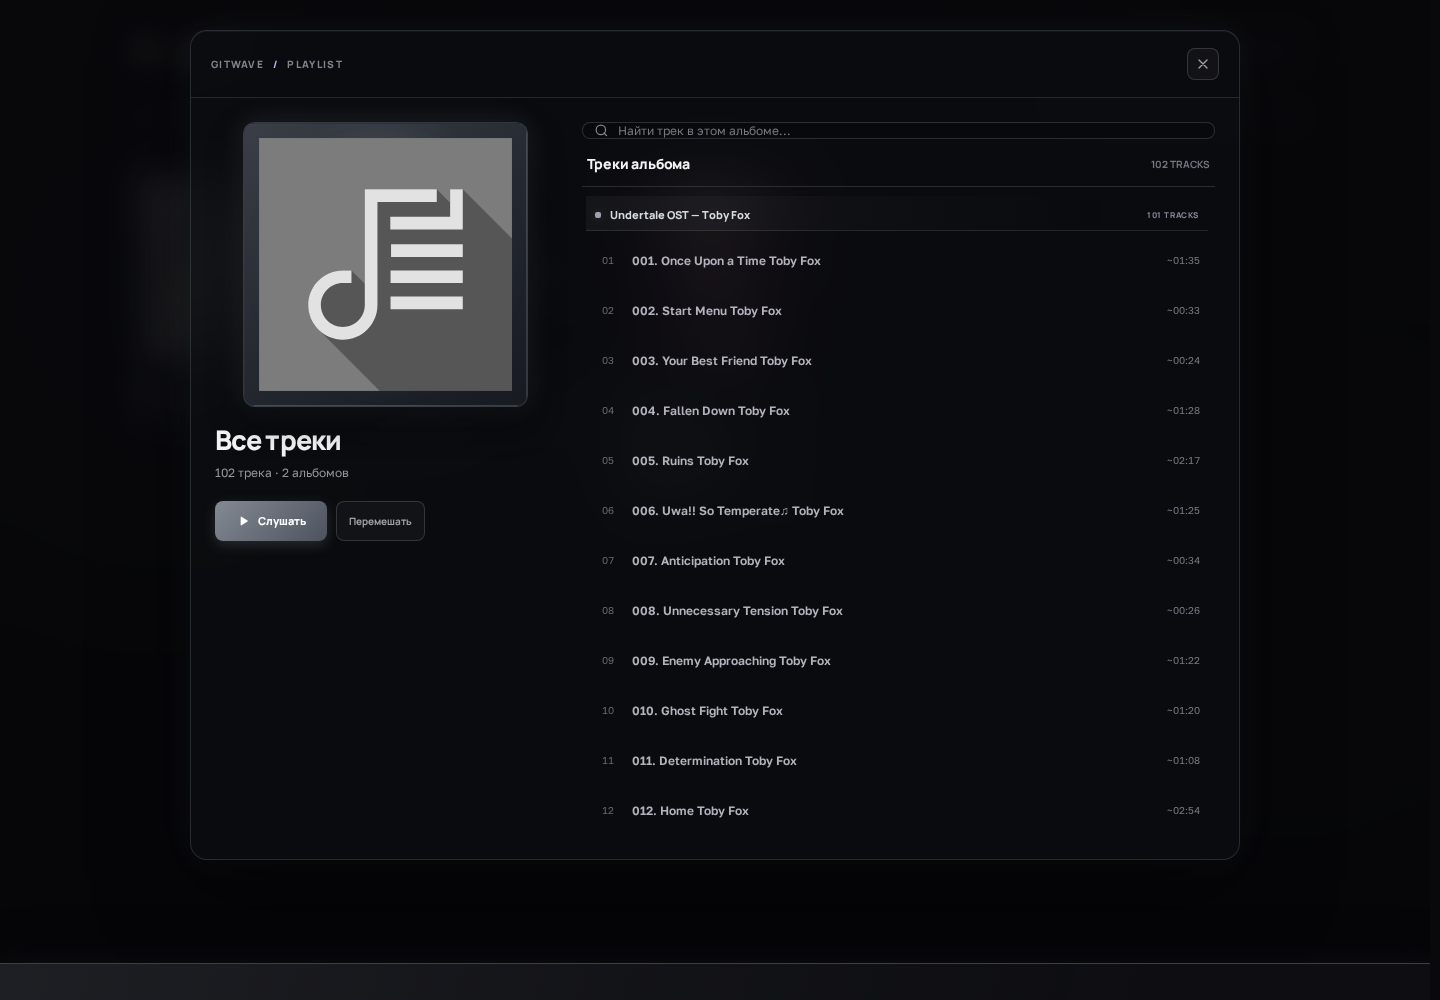 GITWAVE / PLAYLIST
Найти трек в этом альбоме...
Треки альбома 102 TRACKS
Undertale OST — Toby Fox 101 TRACKS
01 001. Once Upon a Time Toby Fox ~01:35
02 002. Start Menu Toby Fox ~00:33
03 003. Your Best Friend Toby Fox ~00:24
04 004. Fallen Down Toby Fox ~01:28
05 005. Ruins Toby Fox ~02:17
06 006. Uwa!! So Temperate♫ Toby Fox ~01:25
07 007. Anticipation Toby Fox ~00:34
08 008. Unnecessary Tension Toby Fox ~00:26
09 009. Enemy Approaching Toby Fox ~01:22
10 010. Ghost Fight Toby Fox ~01:20
11 011. Determination Toby Fox ~01:08
12 012. Home Toby Fox ~02:54
Все треки
102 трека · 2 альбомов
Слушать
Перемешать